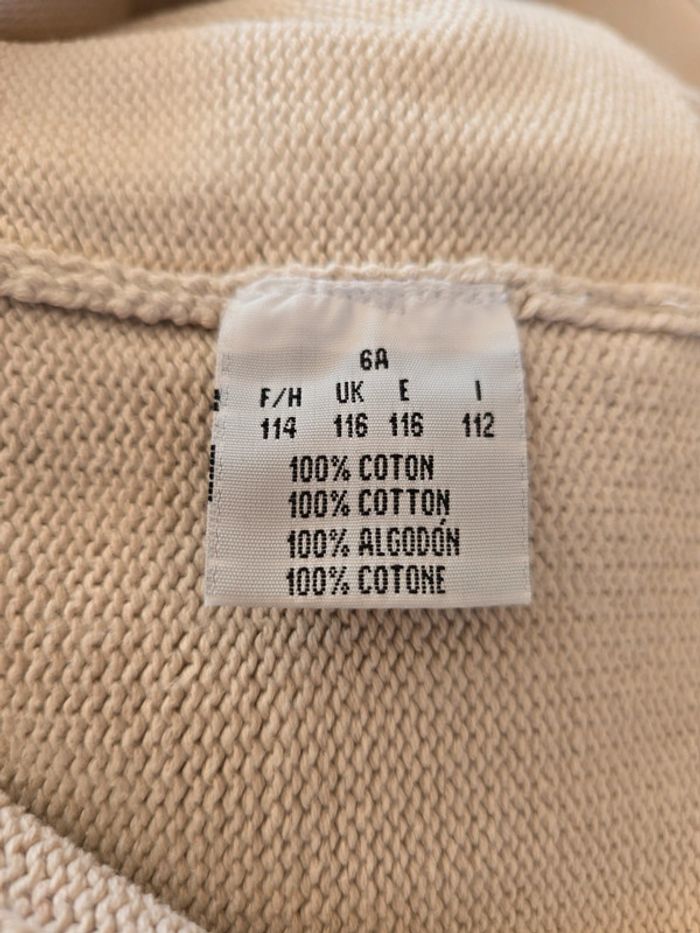 6A
F/H UK E I
114 116 116 112
100% COTON
100% COTTON
100% ALGODÓN
100% COTONE